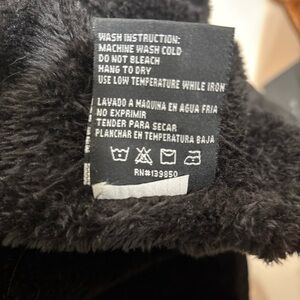 WASH INSTRUCTION:
MACHINE WASH COLD
DO NOT BLEACH
HANG TO DRY
USE LOW TEMPERATURE WHILE IRON
LAVADO A MAQUINA EN AGUA FRIA
NO EXPRIMIR
TENDER PARA SECAR
PLANCHAR EN TEMPERATURA BAJA
RN#139850